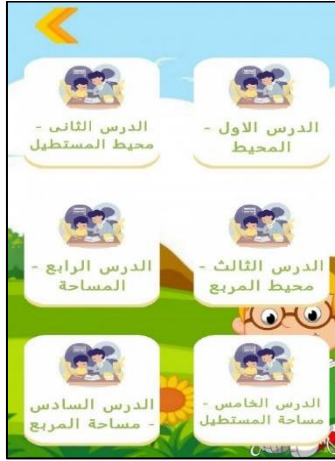 الدرس الاول -
المحيط
الدرس الثانى -
محيط المستطيل
الدرس الثالث -
محيط المربع
الدرس الرابع -
المساحة
الدرس الخامس -
مساحة المستطيل
الدرس السادس
- مساحة المربع